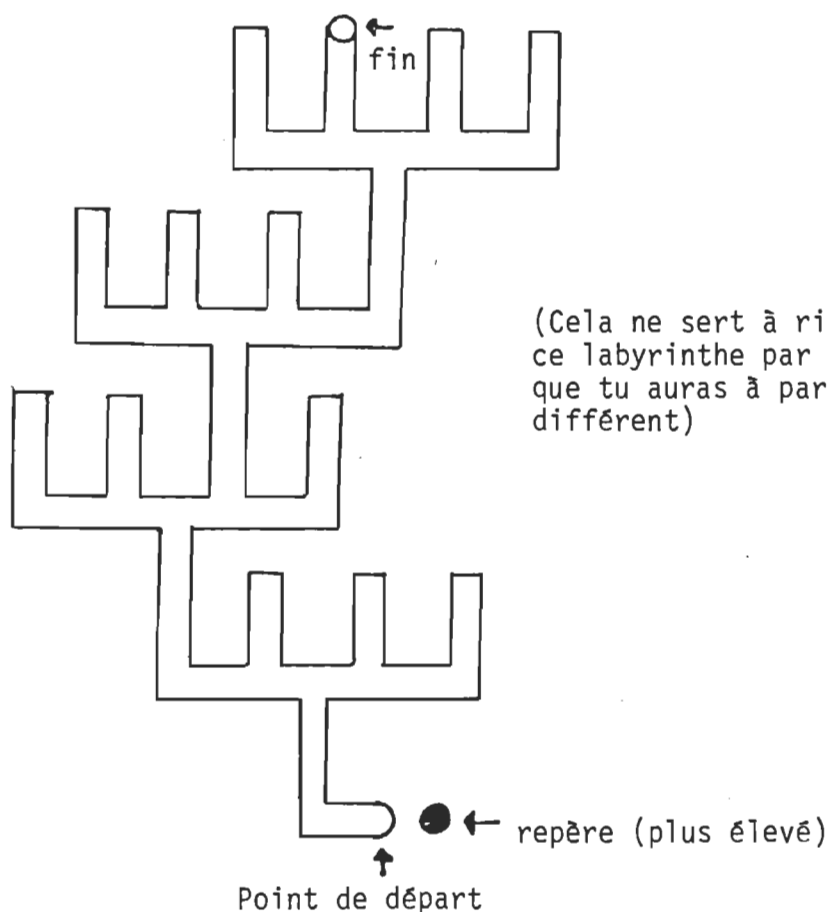 fin
(Cela ne sert à ri
ce labyrinthe par
que tu auras à par
différent)
repère (plus élevé)
Point de départ